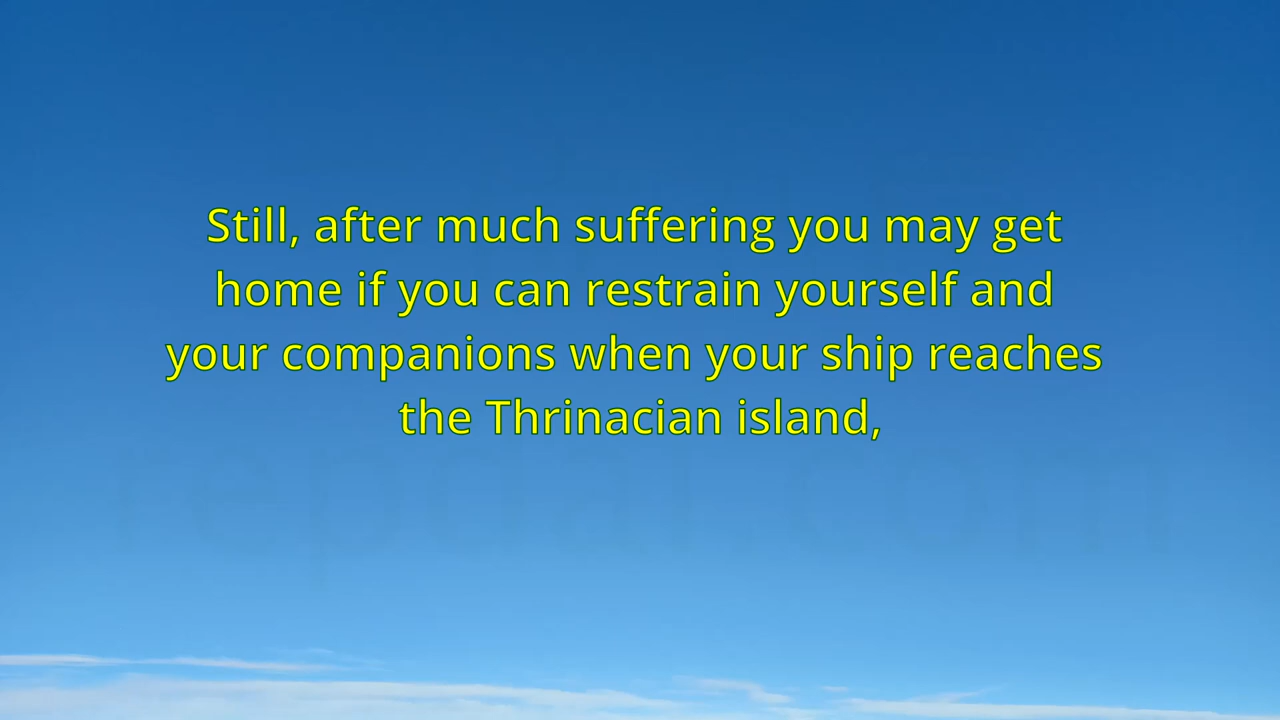 Still, after much suffering you may get
home if you can restrain yourself and
your companions when your ship reaches
the Thrinacian island,